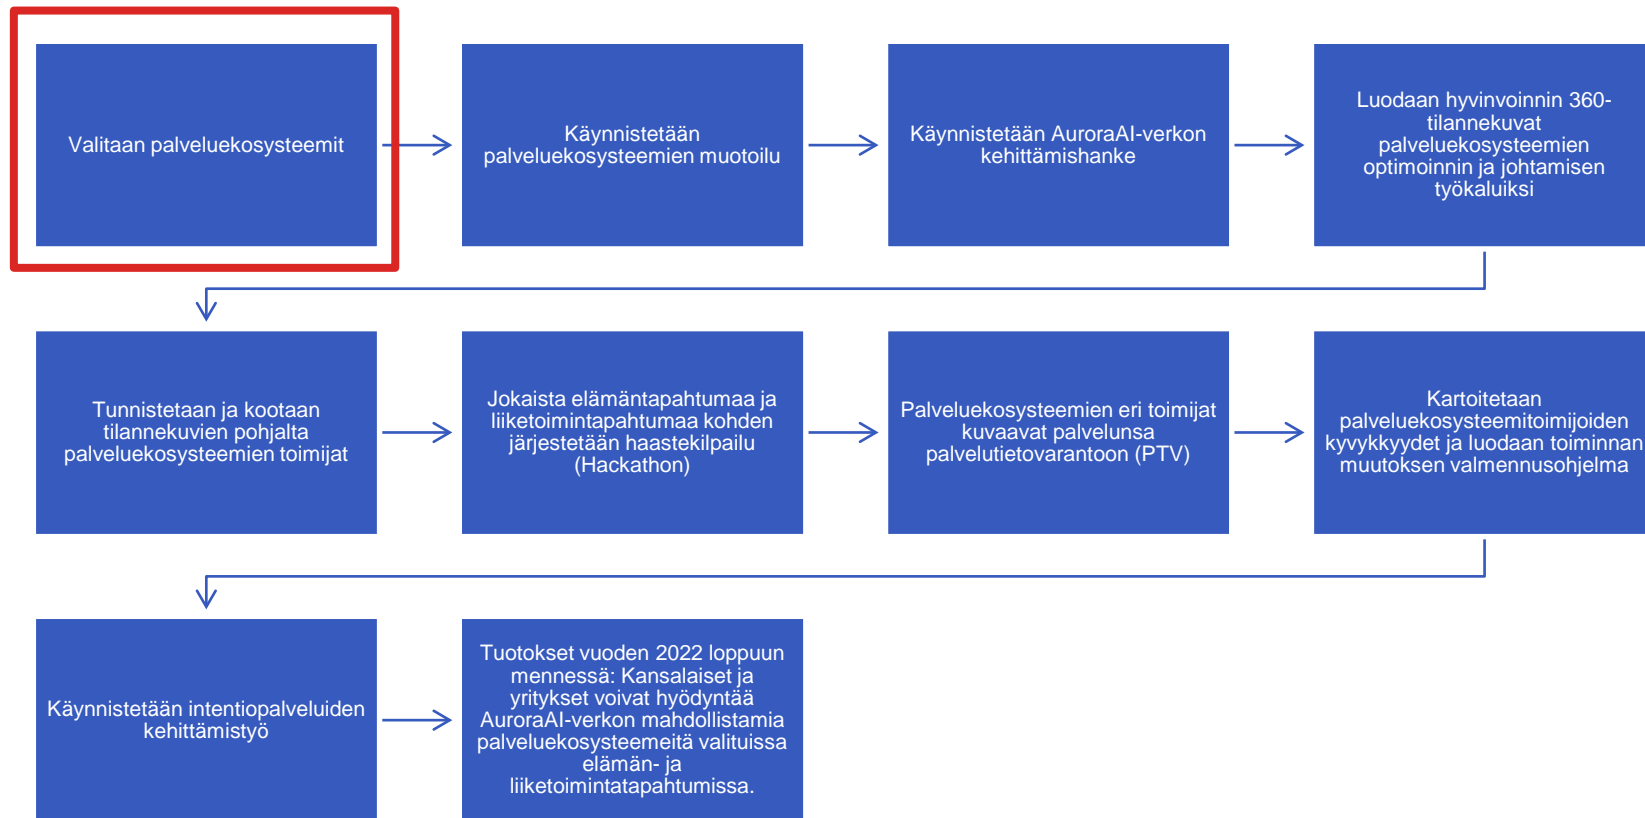 Valitaan palveluekosysteemit
Käynnistetään
palveluekosysteemien muotoilu
Käynnistetään AuroraAI-verkon
kehittämishanke
Luodaan hyvinvoinnin 360-
tilannekuvat
palveluekosysteemien
optimoinnin ja johtamisen
työkaluiksi
Tunnistetaan ja kootaan
tilannekuvien pohjalta
palveluekosysteemien toimijat
Jokaista elämäntapahtumaa ja
liiketoimintapahtumaa kohden
järjestetään haastekilpailu
(Hackathon)
Palveluekosysteemien eri toimijat
kuvaavat palvelunsa
palvelutietovarantoon (PTV)
Kartoitetaan
palveluekosysteemitoimijoiden
kyvykkyydet ja luodaan toiminnan
muutoksen valmennusohjelma
Käynnistetään intentiopalveluiden
kehittämistyö
Tuotokset vuoden 2022 loppuun
mennessä: Kansalaiset ja
yritykset voivat hyödyntää
AuroraAI-verkon mahdollistamia
palveluekosysteemeitä valituissa
elämän- ja
liiketoimintatapahtumissa.